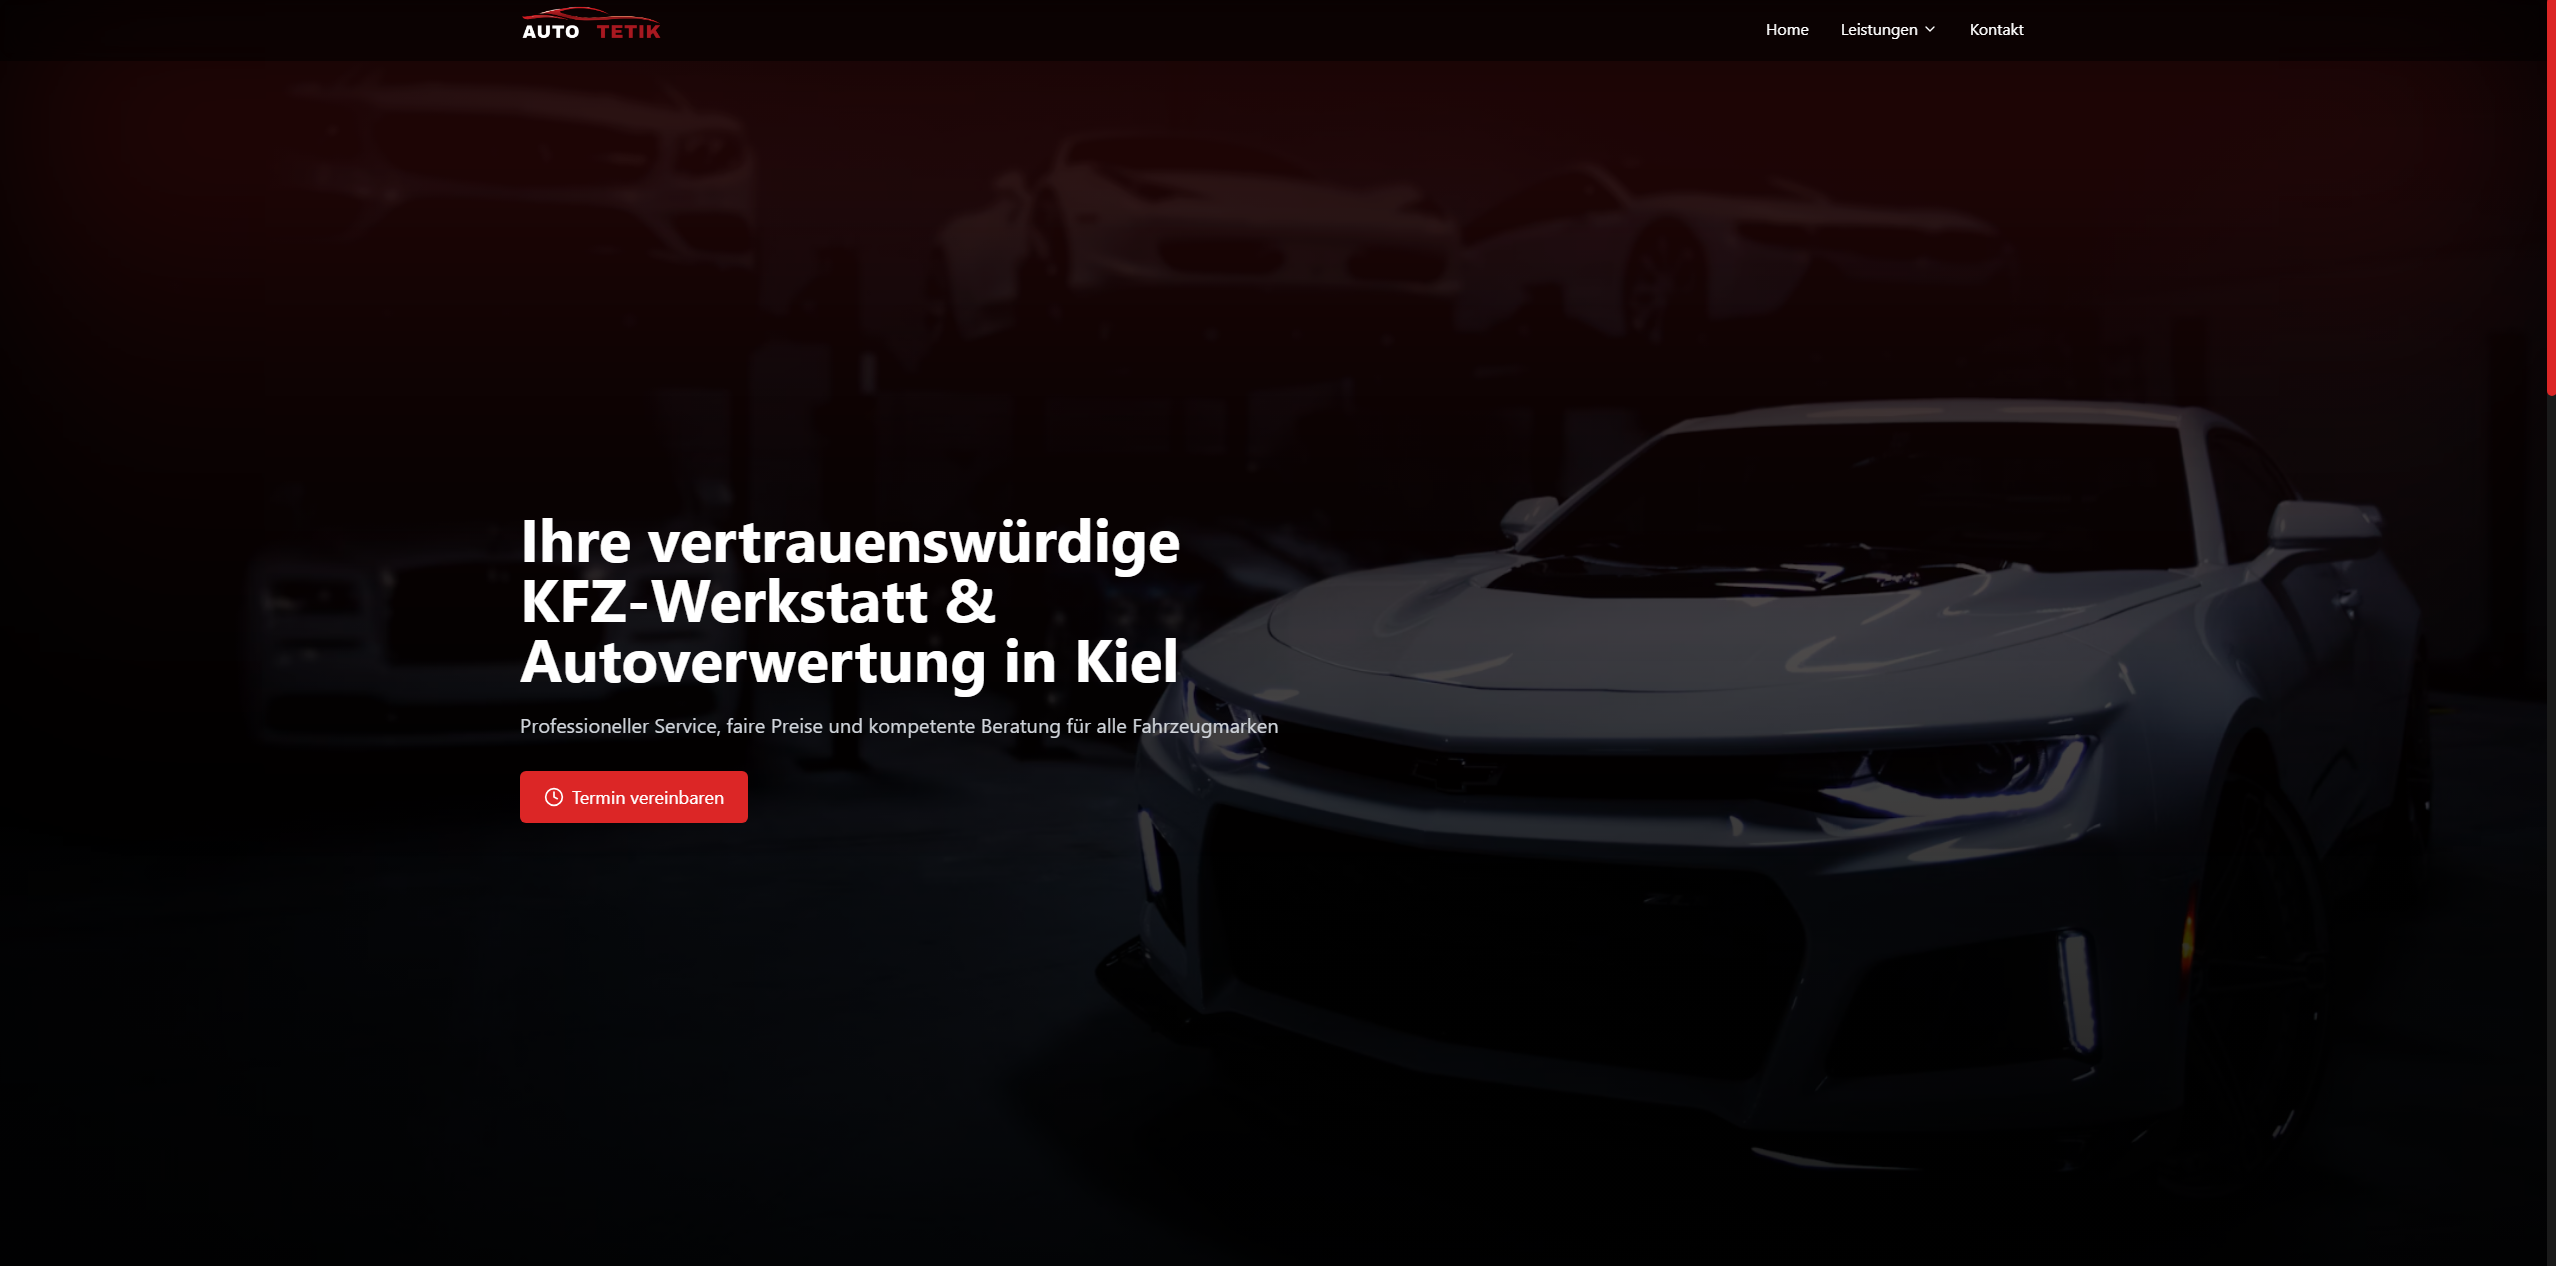 AUTO TETIK
Home
Leistungen
Kontakt
Ihre vertrauenswürdige
KFZ-Werkstatt &
Autoverwertung in Kiel
Professioneller Service, faire Preise und kompetente Beratung für alle Fahrzeugmarken
Termin vereinbaren